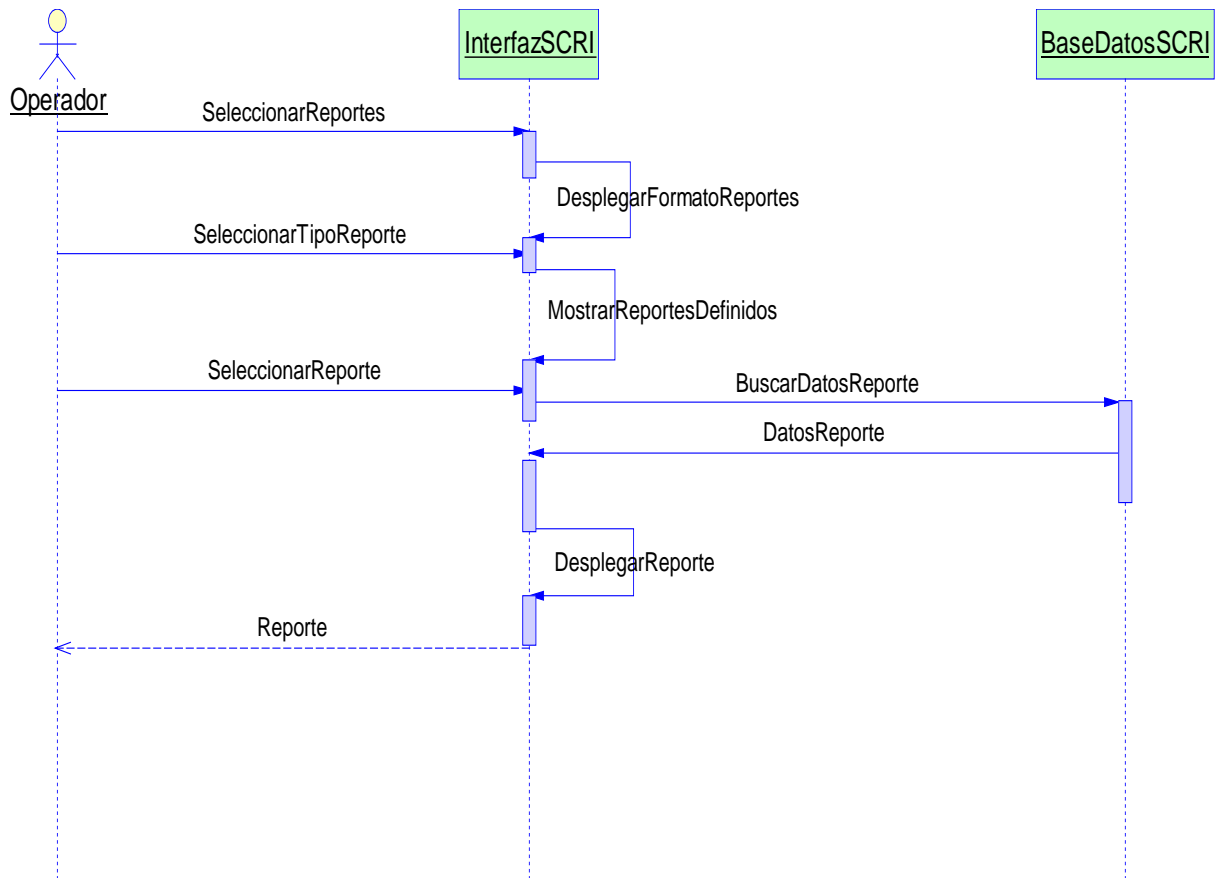 InterfazSCRI
BaseDatosSCRI
Operador
SeleccionarReportes
DesplegarFormatoReportes
SeleccionarTipoReporte
MostrarReportesDefinidos
SeleccionarReporte
BuscarDatosReporte
DatosReporte
DesplegarReporte
Reporte